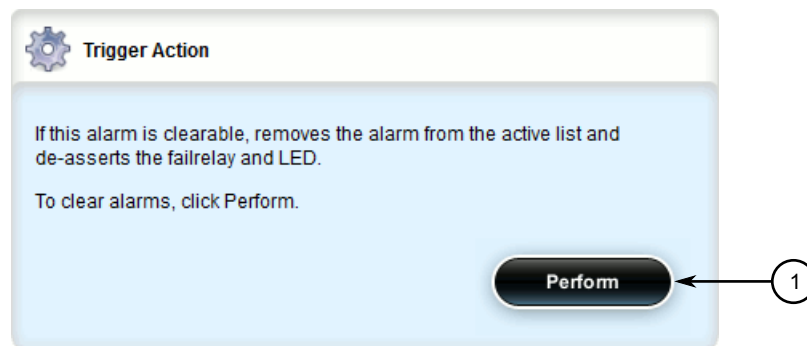 Trigger Action
If this alarm is clearable, removes the alarm from the active list and
de-asserts the failrelay and LED.
To clear alarms, click Perform.
Perform
1